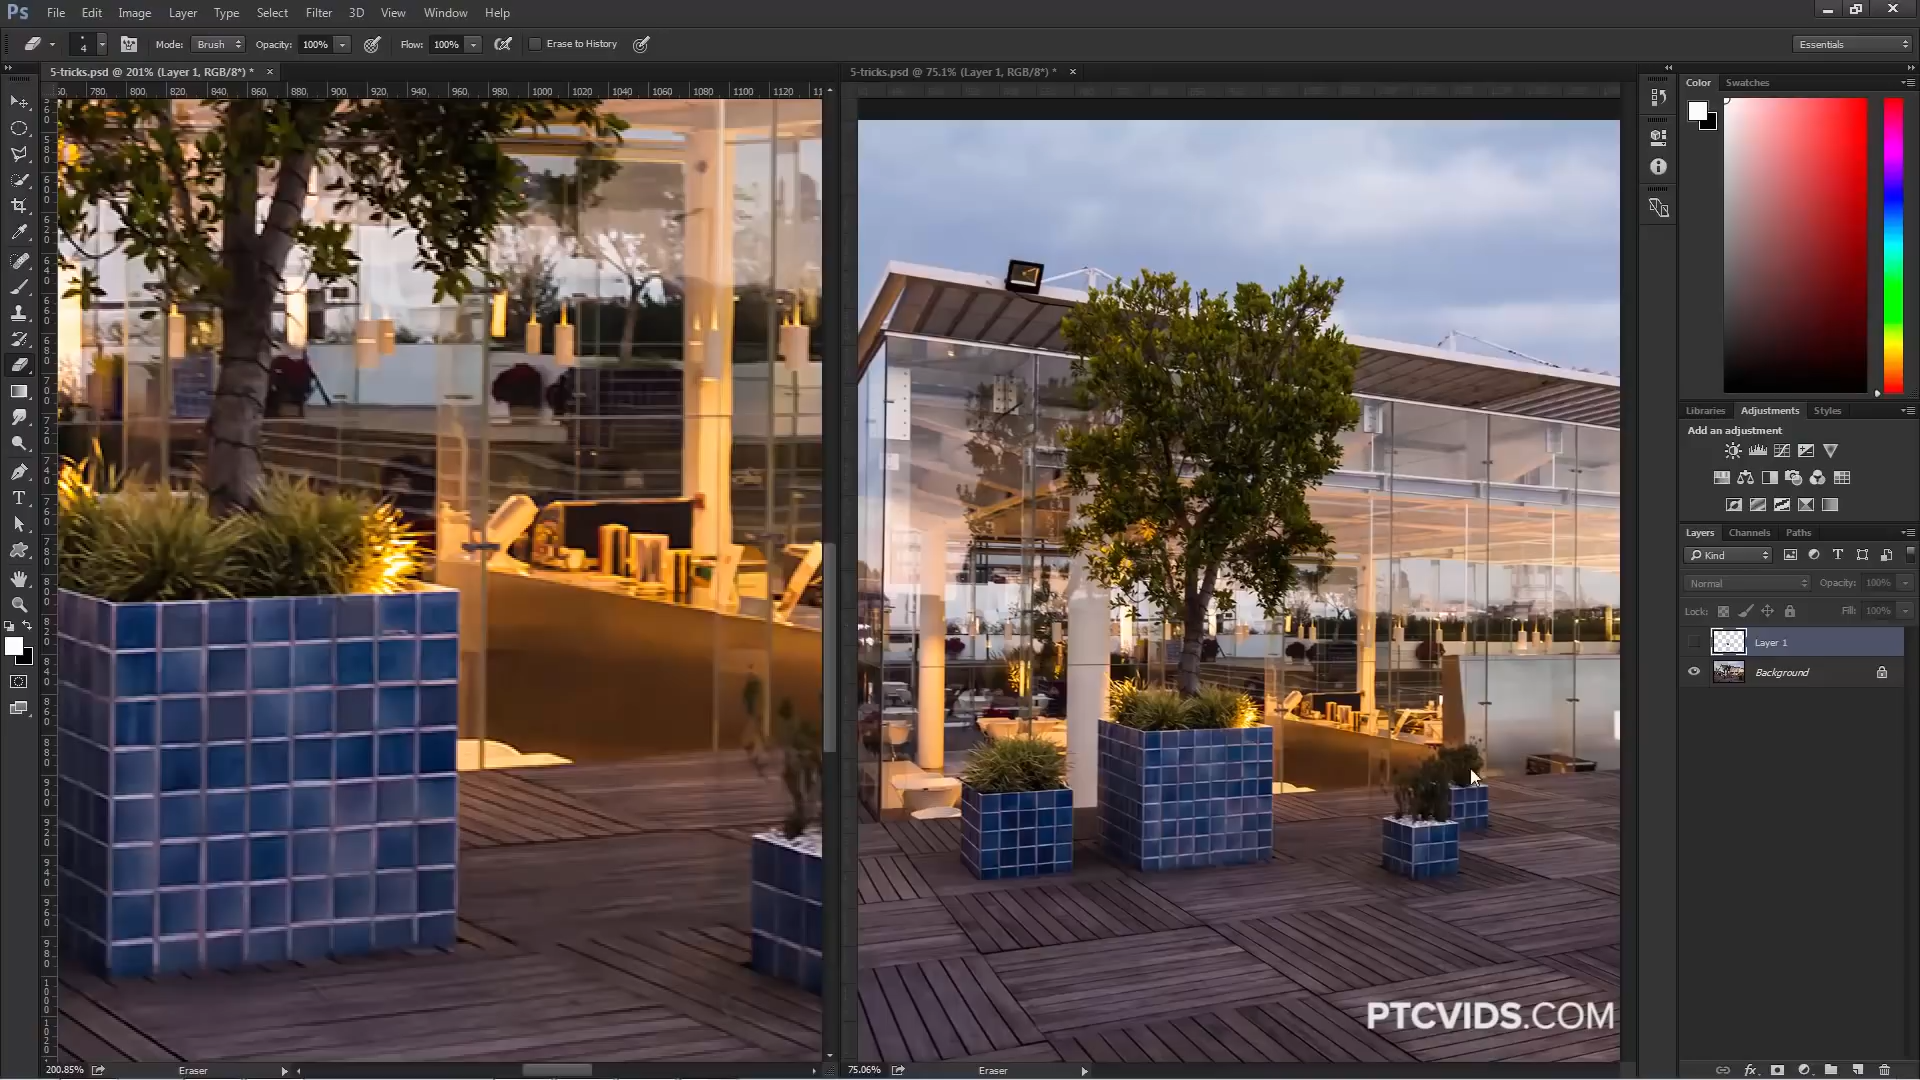 Ps File Edit Image Layer Type Select Filter 3D View Window Help
4 Mode: Brush Opacity: 100% Flow: 100% Erase to History Essentials
5-tricks.psd @ 201% (Layer 1, RGB/8*) * × 5-tricks.psd @ 75.1% (Layer 1, RGB/8*) * ×
780 800 820 840 860 880 900 920 940 960 980 1000 1020 1040 1060 1080 1100 1120
Color Swatches
Libraries Adjustments Styles
Add an adjustment
Layers Channels Paths
Kind
Normal Opacity: 100%
Lock: Fill: 100%
Layer 1
Background
PTCVIDS.COM
200.85% Eraser 75.06% Eraser